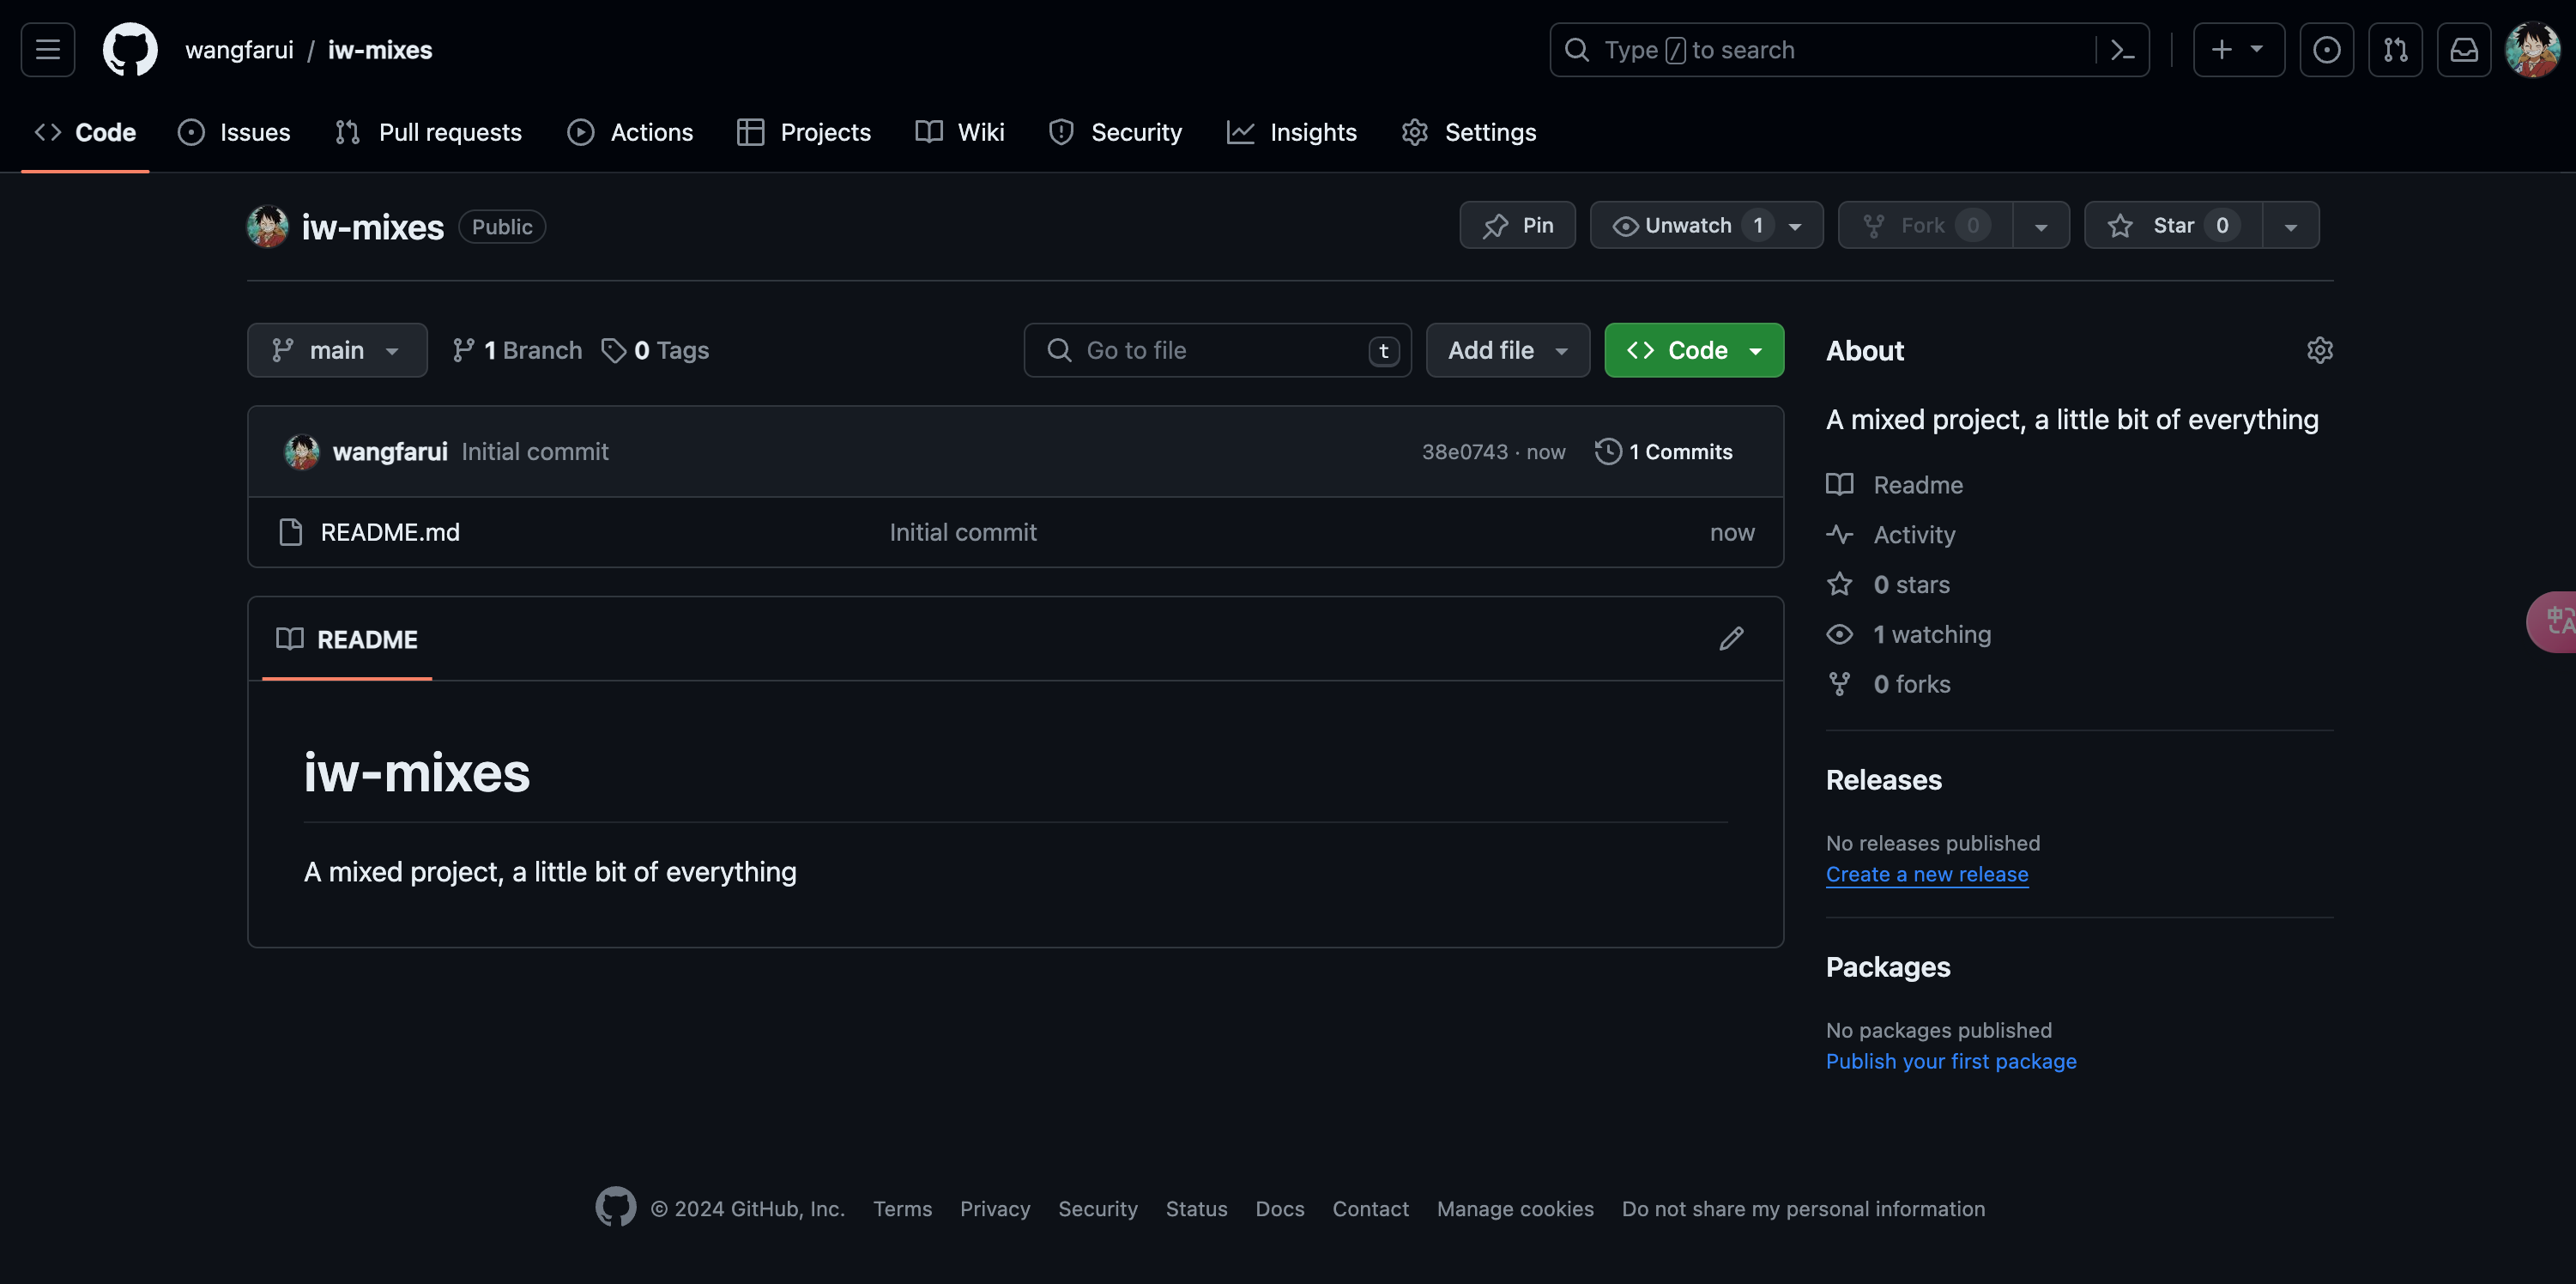 wangfarui / iw-mixes
Type / to search
Code Issues Pull requests Actions Projects Wiki Security Insights Settings
iw-mixes Public
Pin Unwatch 1 Fork 0 Star 0
main 1 Branch 0 Tags Go to file t Add file Code
wangfarui Initial commit 38e0743 · now 1 Commits
README.md Initial commit now
README
iw-mixes
A mixed project, a little bit of everything
About
A mixed project, a little bit of everything
Readme
Activity
0 stars
1 watching
0 forks
Releases
No releases published
Create a new release
Packages
No packages published
Publish your first package
中A
© 2024 GitHub, Inc. Terms Privacy Security Status Docs Contact Manage cookies Do not share my personal information